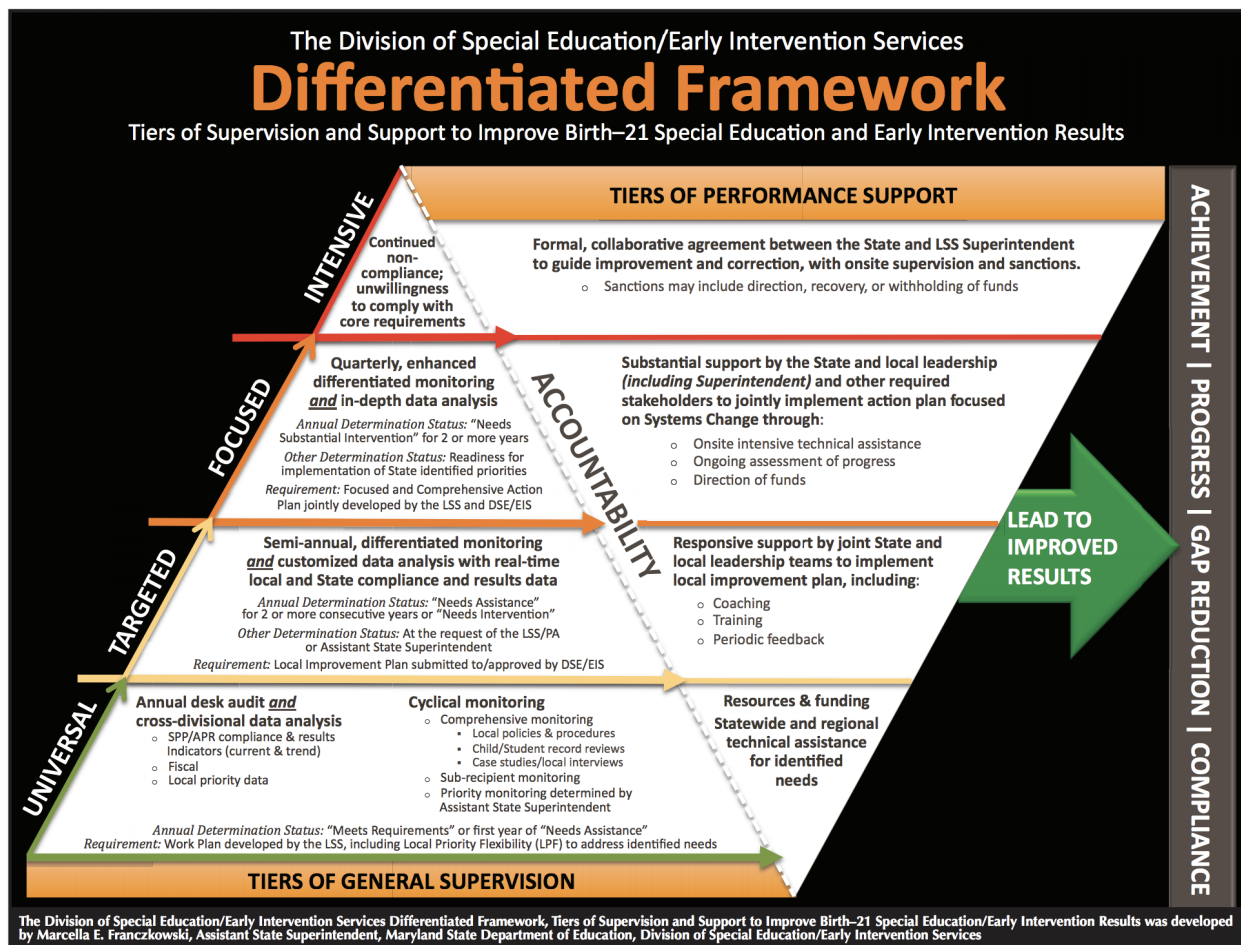 The Division of Special Education/Early Intervention Services
Differentiated Framework
Tiers of Supervision and Support to Improve Birth–21 Special Education and Early Intervention Results
TIERS OF PERFORMANCE SUPPORT
INTENSIVE
Continued
non-
compliance;
unwillingness
to comply with
core requirements
Formal, collaborative agreement between the State and LSS Superintendent
to guide improvement and correction, with onsite supervision and sanctions.
○ Sanctions may include direction, recovery, or withholding of funds
FOCUSED
Quarterly, enhanced
differentiated monitoring
and in-depth data analysis
Annual Determination Status: “Needs
Substantial Intervention” for 2 or more years
Other Determination Status: Readiness for
implementation of State identified priorities
Requirement: Focused and Comprehensive Action
Plan jointly developed by the LSS and DSE/EIS
ACCOUNTABILITY
Substantial support by the State and local leadership
(including Superintendent) and other required
stakeholders to jointly implement action plan focused
on Systems Change through:
○ Onsite intensive technical assistance
○ Ongoing assessment of progress
○ Direction of funds
TARGETED
Semi-annual, differentiated monitoring
and customized data analysis with real-time
local and State compliance and results data
Annual Determination Status: “Needs Assistance”
for 2 or more consecutive years or “Needs Intervention”
Other Determination Status: At the request of the LSS/PA
or Assistant State Superintendent
Requirement: Local Improvement Plan submitted to/approved by DSE/EIS
Responsive support by joint State and
local leadership teams to implement
local improvement plan, including:
○ Coaching
○ Training
○ Periodic feedback
UNIVERSAL
Annual desk audit and
cross-divisional data analysis
○ SPP/APR compliance & results
Indicators (current & trend)
○ Fiscal
○ Local priority data
Cyclical monitoring
○ Comprehensive monitoring
▪ Local policies & procedures
▪ Child/Student record reviews
▪ Case studies/local interviews
○ Sub-recipient monitoring
○ Priority monitoring determined by
Assistant State Superintendent
Annual Determination Status: “Meets Requirements” or first year of “Needs Assistance”
Requirement: Work Plan developed by the LSS, including Local Priority Flexibility (LPF) to address identified needs
Resources & funding
Statewide and regional
technical assistance
for identified
needs
TIERS OF GENERAL SUPERVISION
LEAD TO
IMPROVED
RESULTS
ACHIEVEMENT | PROGRESS | GAP REDUCTION | COMPLIANCE
The Division of Special Education/Early Intervention Services Differentiated Framework, Tiers of Supervision and Support to Improve Birth–21 Special Education/Early Intervention Results was developed
by Marcella E. Franczkowski, Assistant State Superintendent, Maryland State Department of Education, Division of Special Education/Early Intervention Services